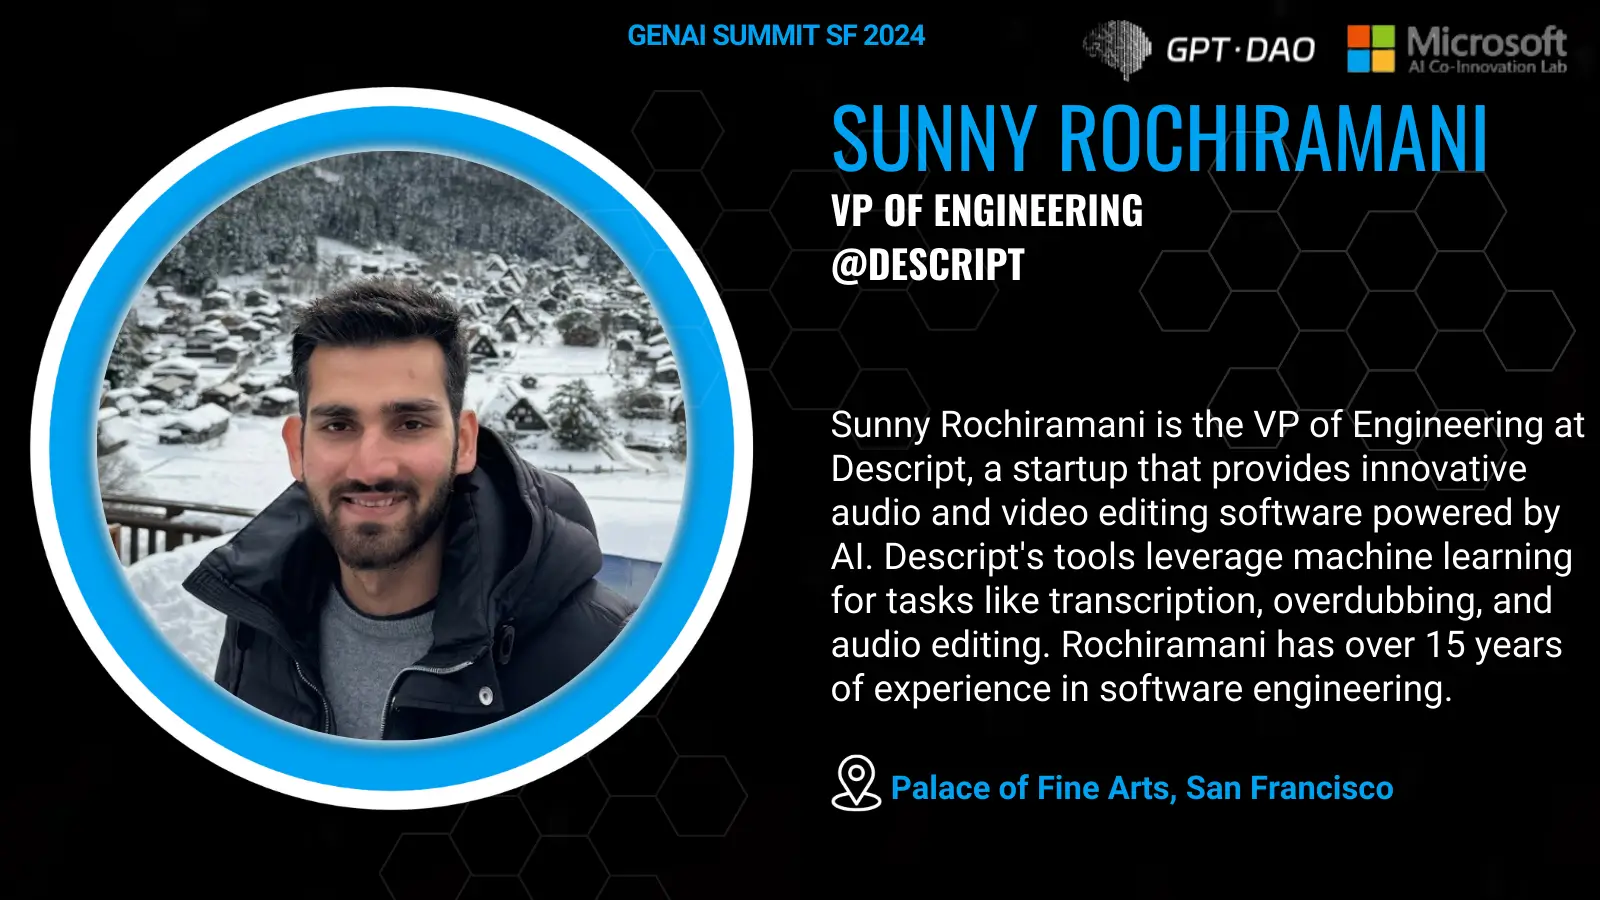 GENAI SUMMIT SF 2024
GPT·DAO
Microsoft
AI Co-Innovation Lab
SUNNY ROCHIRAMANI
VP OF ENGINEERING
@DESCRIPT
Sunny Rochiramani is the VP of Engineering at
Descript, a startup that provides innovative
audio and video editing software powered by
AI. Descript's tools leverage machine learning
for tasks like transcription, overdubbing, and
audio editing. Rochiramani has over 15 years
of experience in software engineering.
Palace of Fine Arts, San Francisco